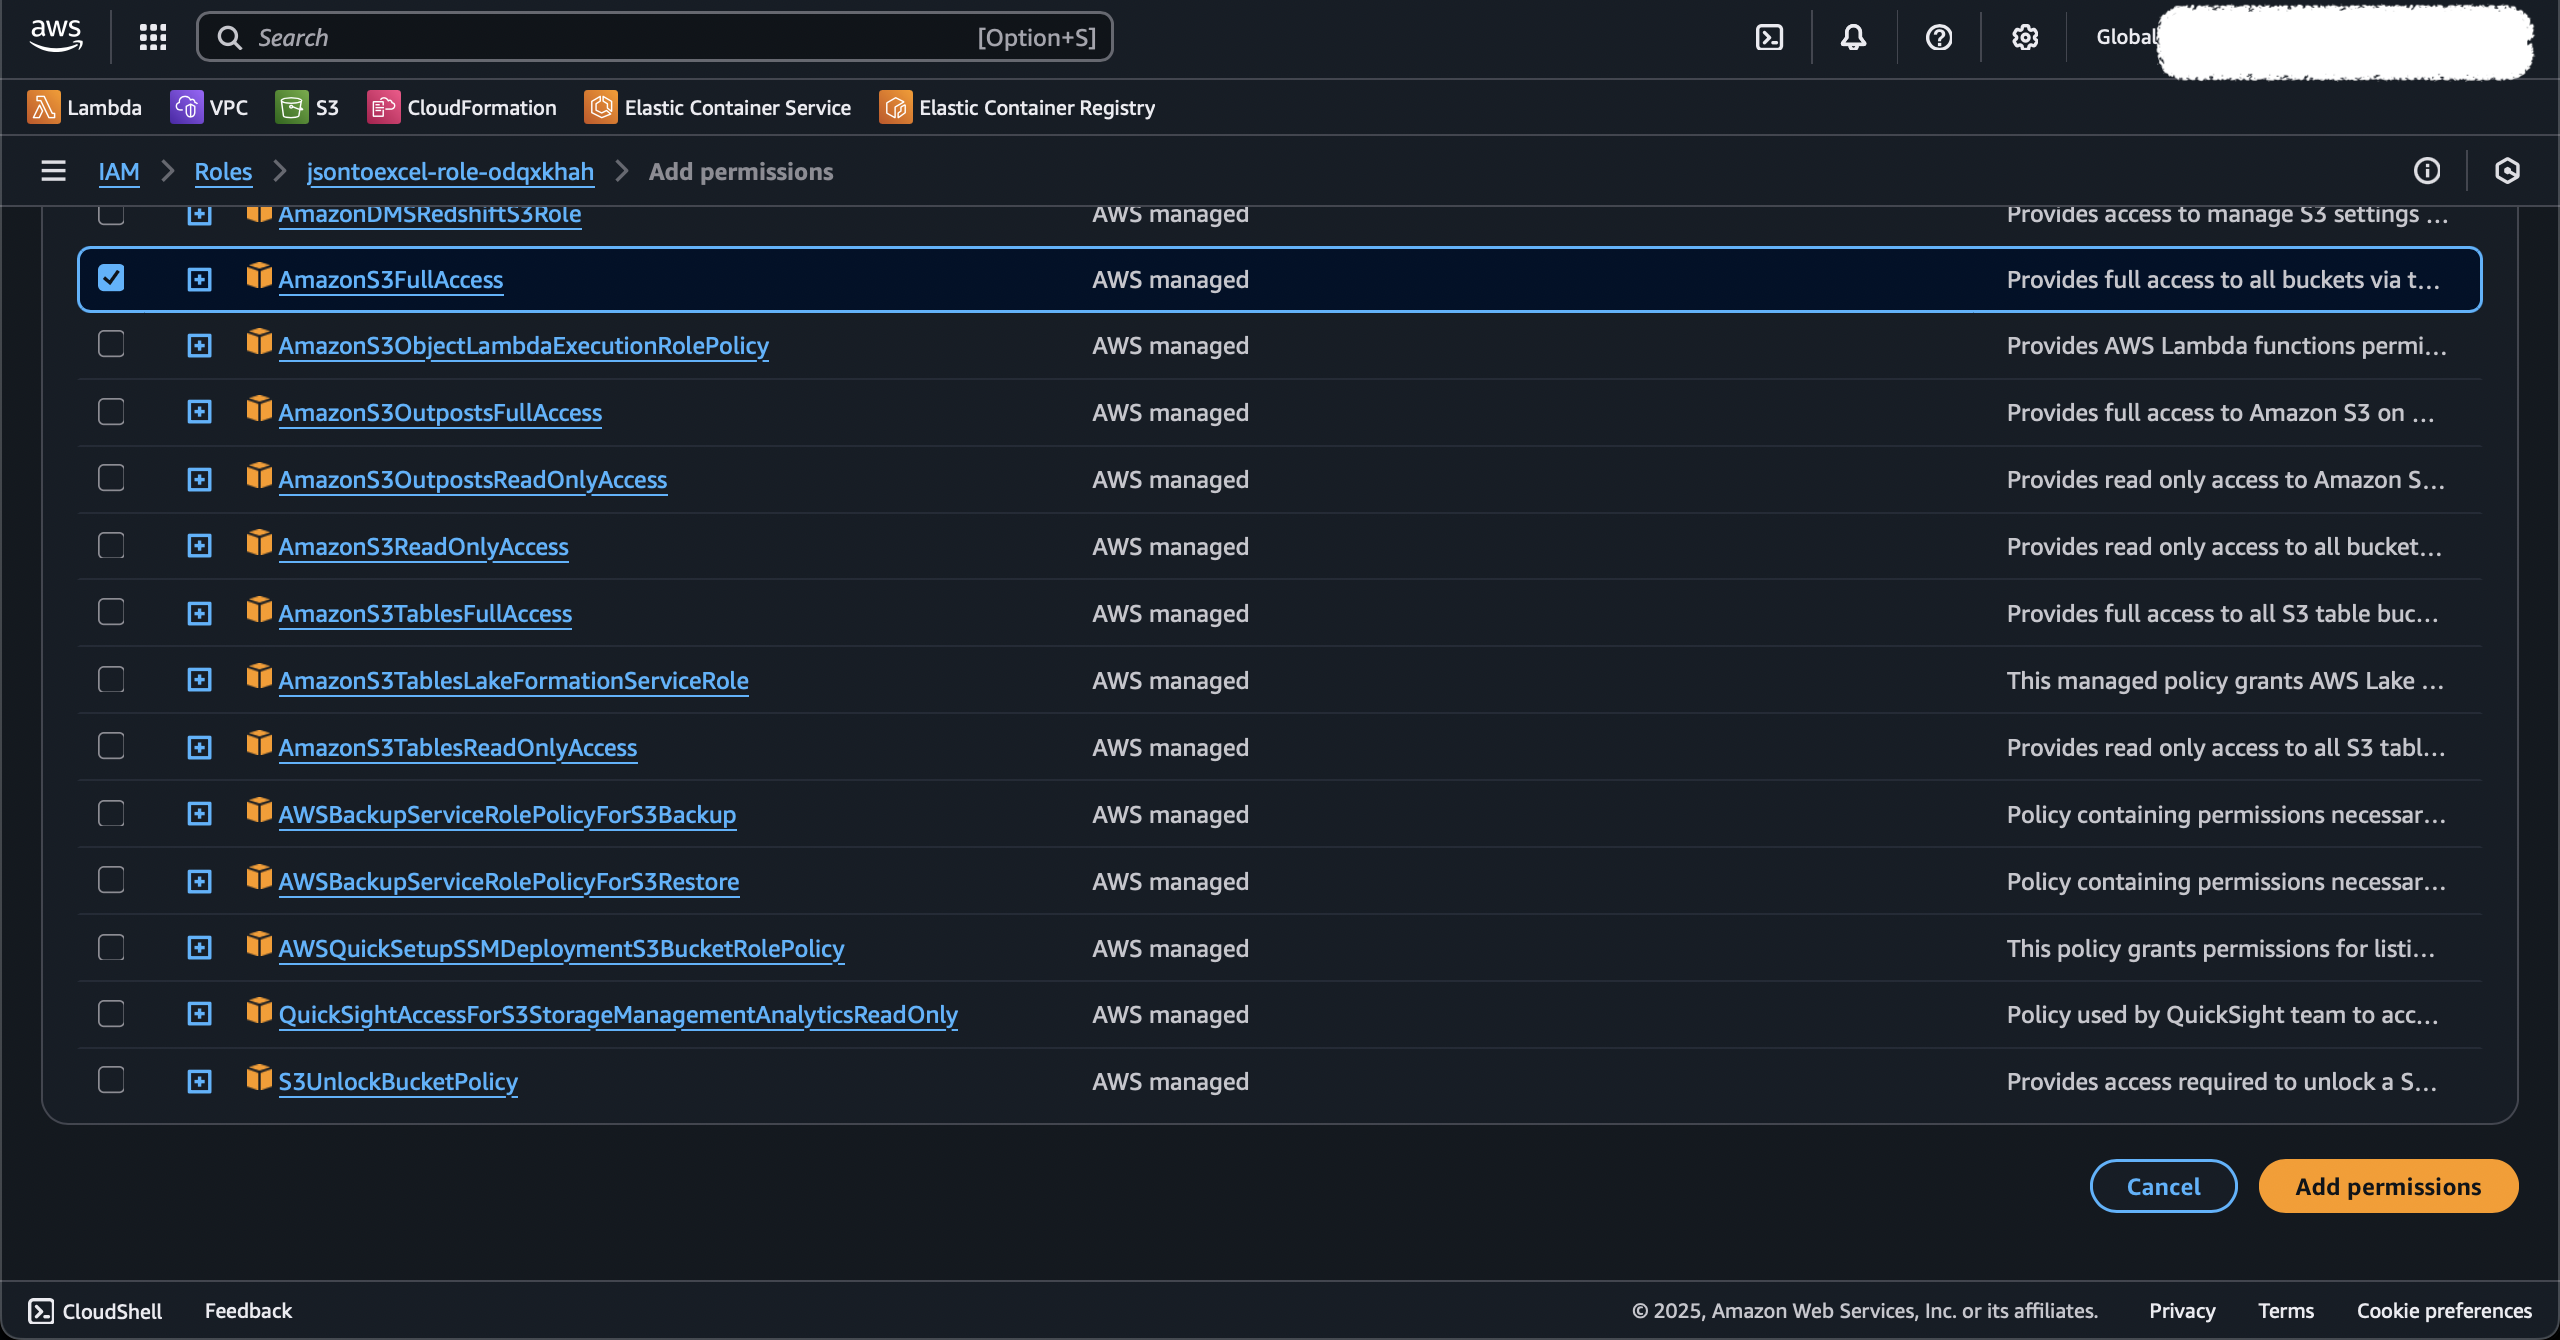 aws
Search [Option+S] Global
Lambda VPC S3 CloudFormation Elastic Container Service Elastic Container Registry
IAM Roles jsontoexcel-role-odqxkhah Add permissions
AmazonDMSRedshiftS3Role AWS managed Provides access to manage S3 settings ...
AmazonS3FullAccess AWS managed Provides full access to all buckets via t...
AmazonS3ObjectLambdaExecutionRolePolicy AWS managed Provides AWS Lambda functions permi...
AmazonS3OutpostsFullAccess AWS managed Provides full access to Amazon S3 on ...
AmazonS3OutpostsReadOnlyAccess AWS managed Provides read only access to Amazon S...
AmazonS3ReadOnlyAccess AWS managed Provides read only access to all bucket...
AmazonS3TablesFullAccess AWS managed Provides full access to all S3 table buc...
AmazonS3TablesLakeFormationServiceRole AWS managed This managed policy grants AWS Lake ...
AmazonS3TablesReadOnlyAccess AWS managed Provides read only access to all S3 tabl...
AWSBackupServiceRolePolicyForS3Backup AWS managed Policy containing permissions necessar...
AWSBackupServiceRolePolicyForS3Restore AWS managed Policy containing permissions necessar...
AWSQuickSetupSSMDeploymentS3BucketRolePolicy AWS managed This policy grants permissions for listi...
QuickSightAccessForS3StorageManagementAnalyticsReadOnly AWS managed Policy used by QuickSight team to acc...
S3UnlockBucketPolicy AWS managed Provides access required to unlock a S...
Cancel Add permissions
CloudShell Feedback © 2025, Amazon Web Services, Inc. or its affiliates. Privacy Terms Cookie preferences